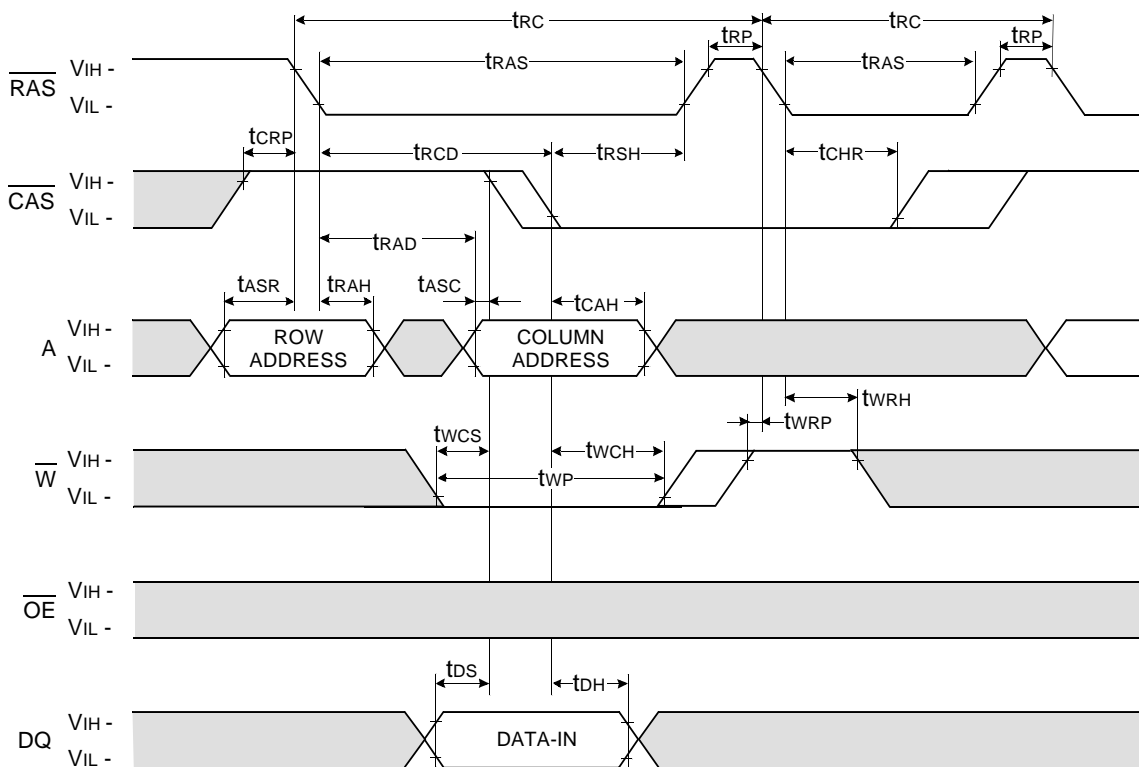 tRC tRC
tRP tRP
RAS VIH - tRAS tRAS
VIL -
tCRP tRCD tRSH tCHR
CAS VIH -
VIL -
tRAD
tASR tRAH tASC tCAH
A VIH - ROW ADDRESS COLUMN ADDRESS
VIL -
tWRH
tWRP
tWCS tWCH
W VIH - tWP
VIL -
OE VIH -
VIL -
tDS tDH
DQ VIH - DATA-IN
VIL -